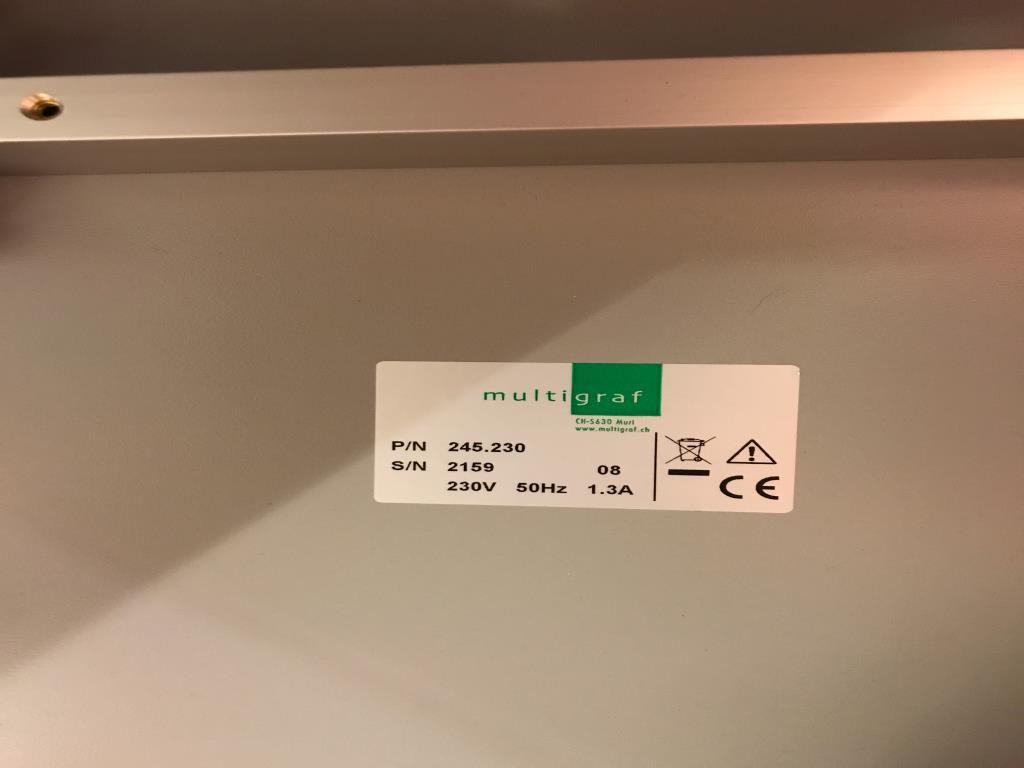 multigraf
CH-5630 Muri
www.multigraf.ch
P/N 245.230
S/N 2159 08
230V 50Hz 1.3A
CE